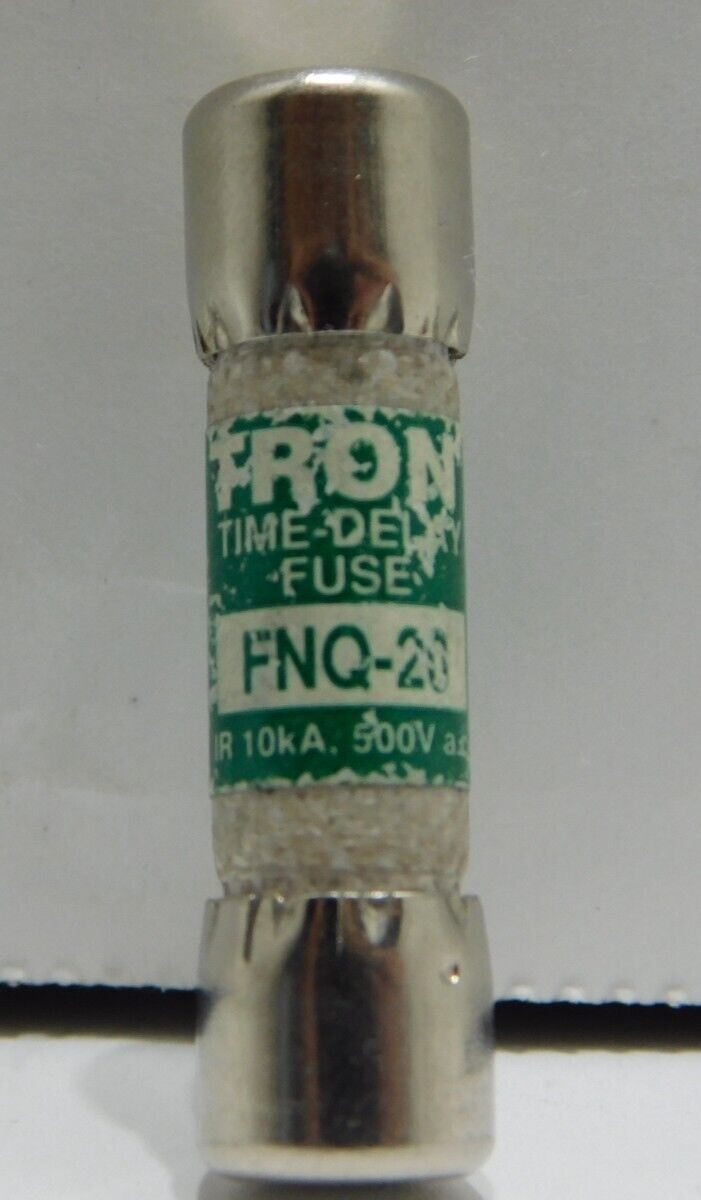 TRON
TIME-DELAY
FUSE
FNQ-20
IR 10kA, 500V a.c